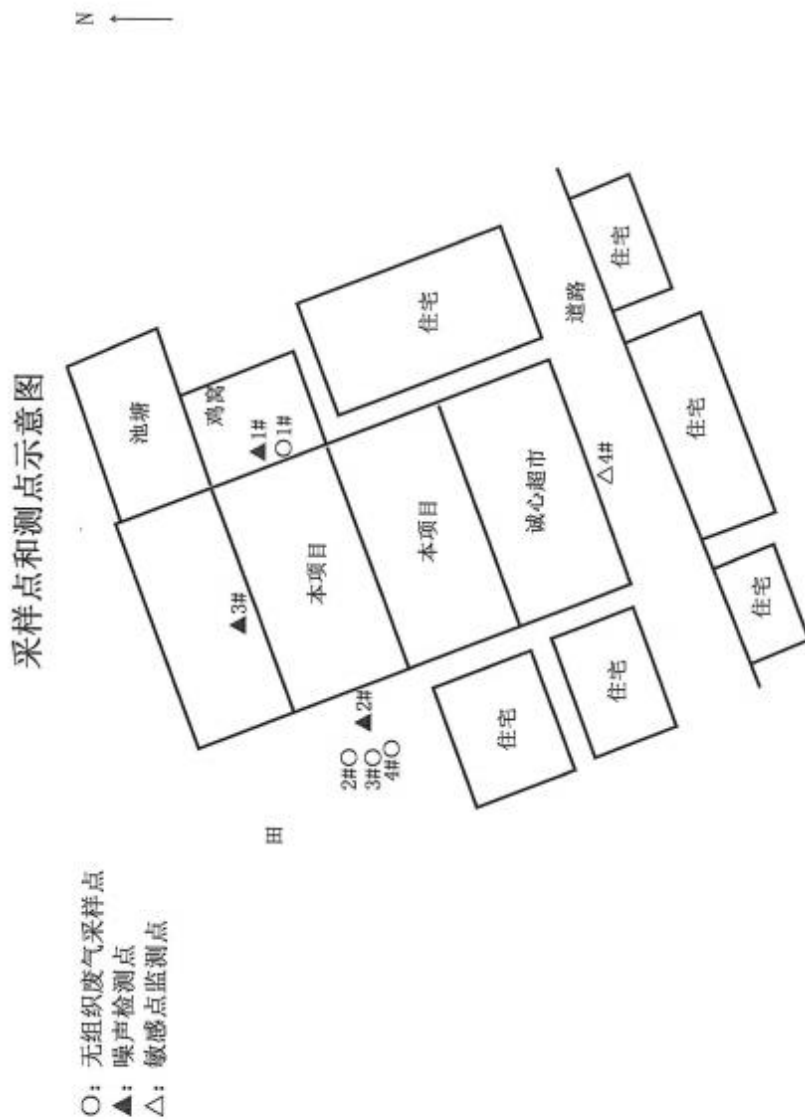 采样点和测点示意图
N
○：无组织废气采样点
▲：噪声检测点
△：敏感点监测点
池塘
鸡窝
▲1#
○1#
▲3#
本项目
本项目
诚心超市
△4#
▲2#
2#○
3#○
4#○
田
住宅
住宅
住宅
道路
住宅
住宅
住宅